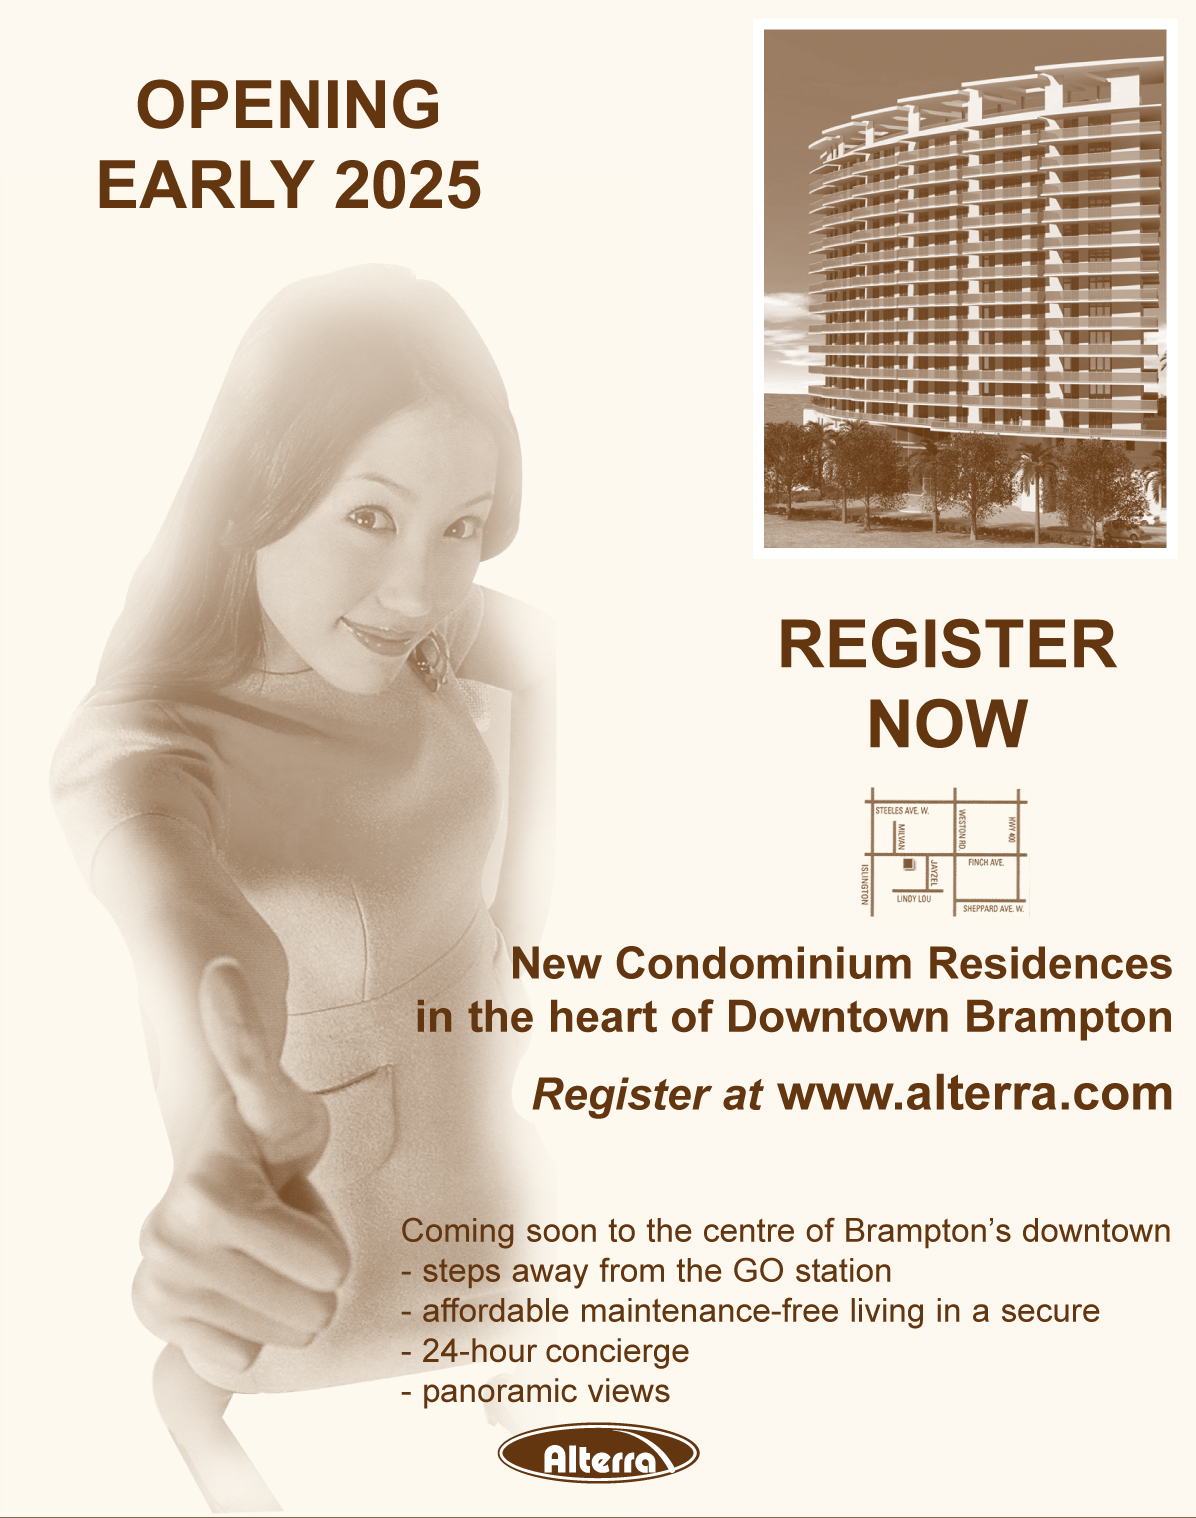 OPENING
EARLY 2025
REGISTER
NOW
STEELES AVE. W.
MILVAN
WESTON RD.
HWY 400
ISLINGTON
JAYZEL
FINCH AVE.
LINDY LOU
SHEPPARD AVE. W.
New Condominium Residences
in the heart of Downtown Brampton
Register at www.alterra.com
Coming soon to the centre of Brampton’s downtown
- steps away from the GO station
- affordable maintenance-free living in a secure
- 24-hour concierge
- panoramic views
Alterra